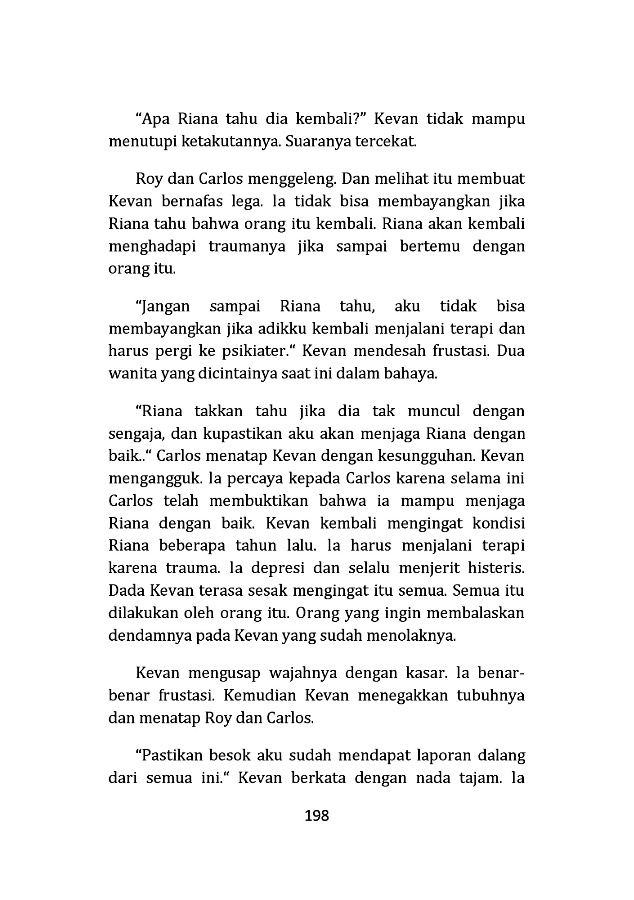 “Apa Riana tahu dia kembali?” Kevan tidak mampu
menutupi ketakutannya. Suaranya tercekat.
Roy dan Carlos menggeleng. Dan melihat itu membuat
Kevan bernafas lega. Ia tidak bisa membayangkan jika
Riana tahu bahwa orang itu kembali. Riana akan kembali
menghadapi traumanya jika sampai bertemu dengan
orang itu.
“Jangan sampai Riana tahu, aku tidak bisa
membayangkan jika adikku kembali menjalani terapi dan
harus pergi ke psikiater.“ Kevan mendesah frustasi. Dua
wanita yang dicintainya saat ini dalam bahaya.
“Riana takkan tahu jika dia tak muncul dengan
sengaja, dan kupastikan aku akan menjaga Riana dengan
baik..“ Carlos menatap Kevan dengan kesungguhan. Kevan
mengangguk. Ia percaya kepada Carlos karena selama ini
Carlos telah membuktikan bahwa ia mampu menjaga
Riana dengan baik. Kevan kembali mengingat kondisi
Riana beberapa tahun lalu. Ia harus menjalani terapi
karena trauma. Ia depresi dan selalu menjerit histeris.
Dada Kevan terasa sesak mengingat itu semua. Semua itu
dilakukan oleh orang itu. Orang yang ingin membalaskan
dendamnya pada Kevan yang sudah menolaknya.
Kevan mengusap wajahnya dengan kasar. Ia benar-
benar frustasi. Kemudian Kevan menegakkan tubuhnya
dan menatap Roy dan Carlos.
“Pastikan besok aku sudah mendapat laporan dalang
dari semua ini.“ Kevan berkata dengan nada tajam. Ia
198